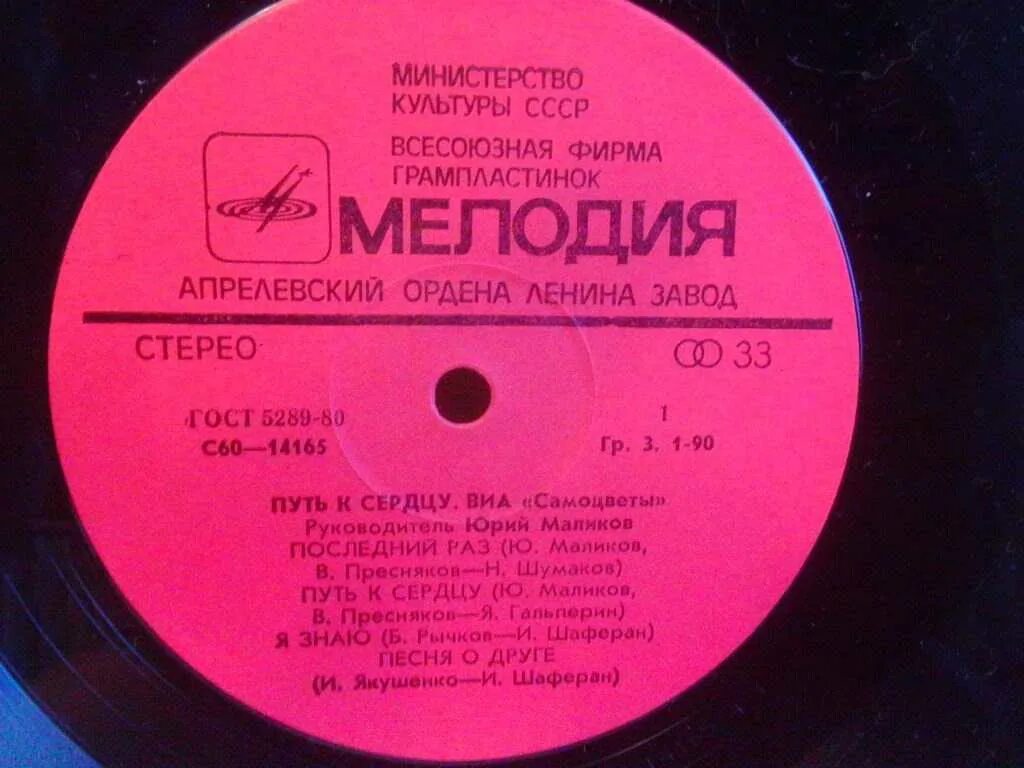 МИНИСТЕРСТВО
КУЛЬТУРЫ СССР
ВСЕСОЮЗНАЯ ФИРМА
ГРАМПЛАСТИНОК
МЕЛОДИЯ
АПРЕЛЕВСКИЙ ОРДЕНА ЛЕНИНА ЗАВОД
СТЕРЕО 33
ГОСТ 5289-80 1
С60—14165 Гр. 3. 1-90
ПУТЬ К СЕРДЦУ. ВИА «Самоцветы».
Руководитель Юрий Маликов
ПОСЛЕДНИЙ РАЗ (Ю. Маликов,
В. Пресняков—Н. Шумаков)
ПУТЬ К СЕРДЦУ (Ю. Маликов,
В. Пресняков—Я. Гальперин)
Я ЗНАЮ (Б. Рычков—И. Шаферан)
ПЕСНЯ О ДРУГЕ
(И. Якушенко—И. Шаферан)